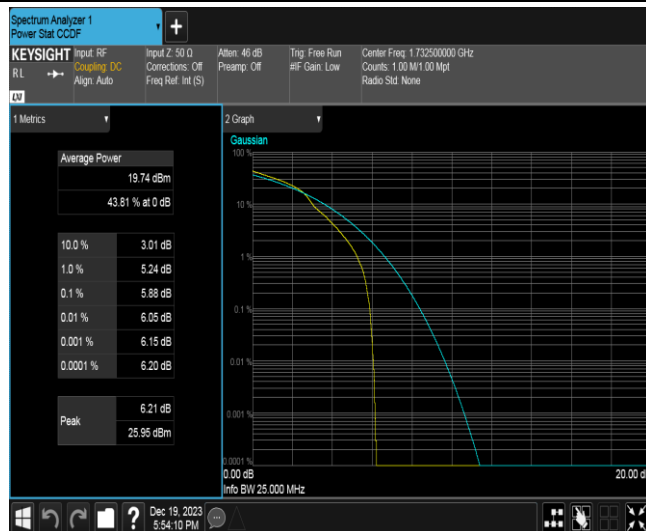 Spectrum Analyzer 1
Power Stat CCDF
+
KEYSIGHT
RL
Input: RF
Coupling: DC
Align: Auto
Input Z: 50 Ω
Corrections: Off
Freq Ref: Int (S)
Atten: 46 dB
Preamp: Off
Trig: Free Run
#IF Gain: Low
Center Freq: 1.732500000 GHz
Counts: 1.00 M/1.00 Mpt
Radio Std: None
1 Metrics
Average Power
19.74 dBm
43.81 % at 0 dB
10.0 % 3.01 dB
1.0 % 5.24 dB
0.1 % 5.88 dB
0.01 % 6.05 dB
0.001 % 6.15 dB
0.0001 % 6.20 dB
Peak
6.21 dB
25.95 dBm
2 Graph
Gaussian
100 %
10 %
1 %
0.1 %
0.01 %
0.001 %
0.0001 %
0.00 dB 20.00 d
Info BW 25.000 MHz
?
Dec 19, 2023
5:54:10 PM